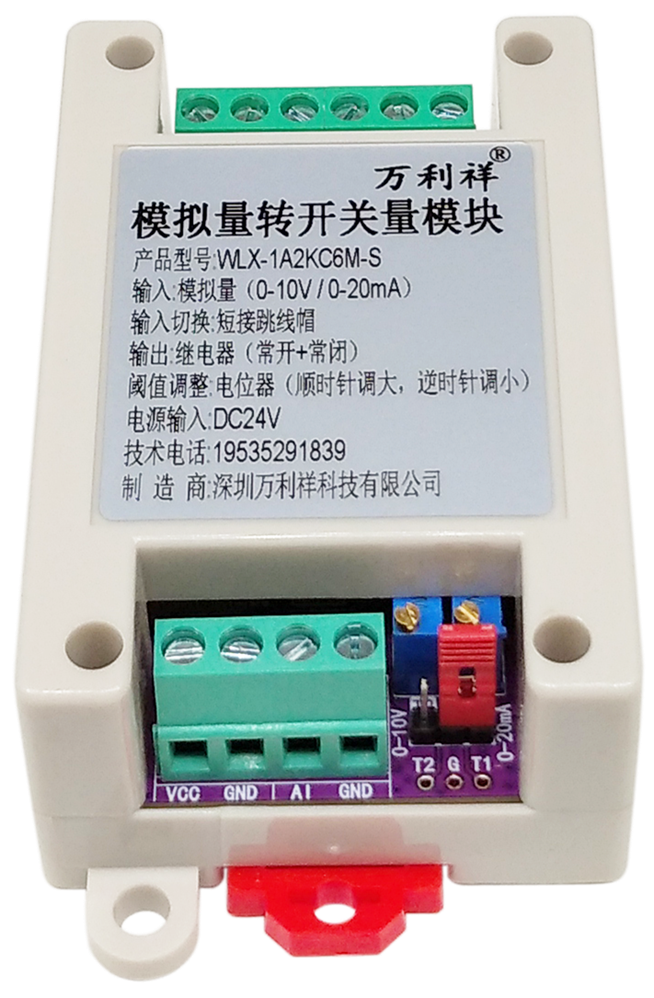 万利祥®
模拟量转开关量模块
产品型号:WLX-1A2KC6M-S
输入:模拟量（0-10V / 0-20mA）
输入切换:短接跳线帽
输出:继电器（常开+常闭）
阈值调整:电位器（顺时针调大，逆时针调小）
电源输入:DC24V
技术电话:19535291839
制 造 商:深圳万利祥科技有限公司
0-10V
0-20mA
T2 G T1
VCC GND AI GND